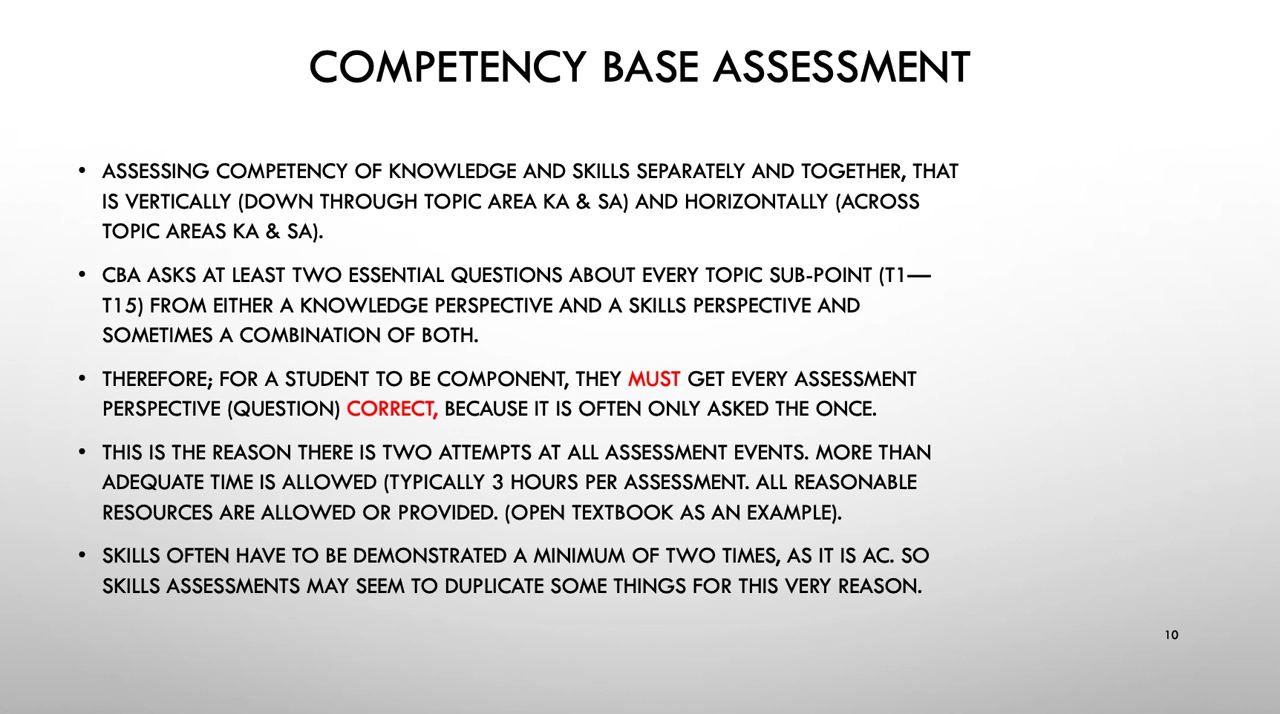 COMPETENCY BASE ASSESSMENT
• ASSESSING COMPETENCY OF KNOWLEDGE AND SKILLS SEPARATELY AND TOGETHER, THAT
IS VERTICALLY (DOWN THROUGH TOPIC AREA KA & SA) AND HORIZONTALLY (ACROSS
TOPIC AREAS KA & SA).
• CBA ASKS AT LEAST TWO ESSENTIAL QUESTIONS ABOUT EVERY TOPIC SUB-POINT (T1—
T15) FROM EITHER A KNOWLEDGE PERSPECTIVE AND A SKILLS PERSPECTIVE AND
SOMETIMES A COMBINATION OF BOTH.
• THEREFORE; FOR A STUDENT TO BE COMPONENT, THEY MUST GET EVERY ASSESSMENT
PERSPECTIVE (QUESTION) CORRECT, BECAUSE IT IS OFTEN ONLY ASKED THE ONCE.
• THIS IS THE REASON THERE IS TWO ATTEMPTS AT ALL ASSESSMENT EVENTS. MORE THAN
ADEQUATE TIME IS ALLOWED (TYPICALLY 3 HOURS PER ASSESSMENT. ALL REASONABLE
RESOURCES ARE ALLOWED OR PROVIDED. (OPEN TEXTBOOK AS AN EXAMPLE).
• SKILLS OFTEN HAVE TO BE DEMONSTRATED A MINIMUM OF TWO TIMES, AS IT IS AC. SO
SKILLS ASSESSMENTS MAY SEEM TO DUPLICATE SOME THINGS FOR THIS VERY REASON.
10